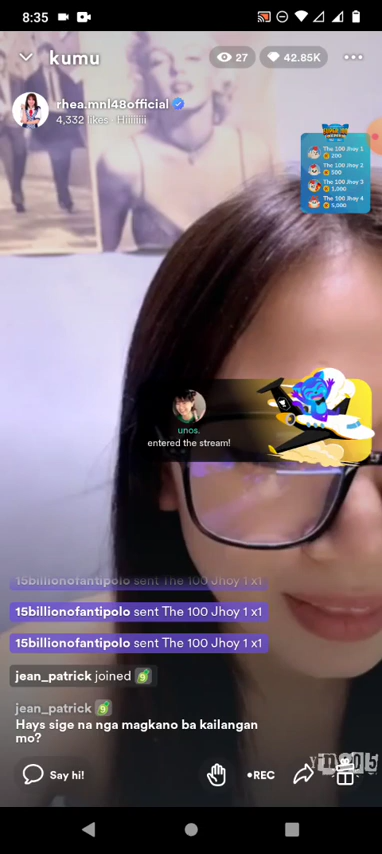 8:35
kumu
27
42.85K
rhea.mnl48official
4,332 likes · Hiiiiiiii
The 100 Jhoy 1
200
The 100 Jhoy 2
500
The 100 Jhoy 3
1,000
The 100 Jhoy 4
5,000
unos.
entered the stream!
15billionofantipolo sent The 100 Jhoy 1 x1
15billionofantipolo sent The 100 Jhoy 1 x1
15billionofantipolo sent The 100 Jhoy 1 x1
jean_patrick joined 9
jean_patrick 9
Hays sige na nga magkano ba kailangan
mo?
Say hi!
•REC